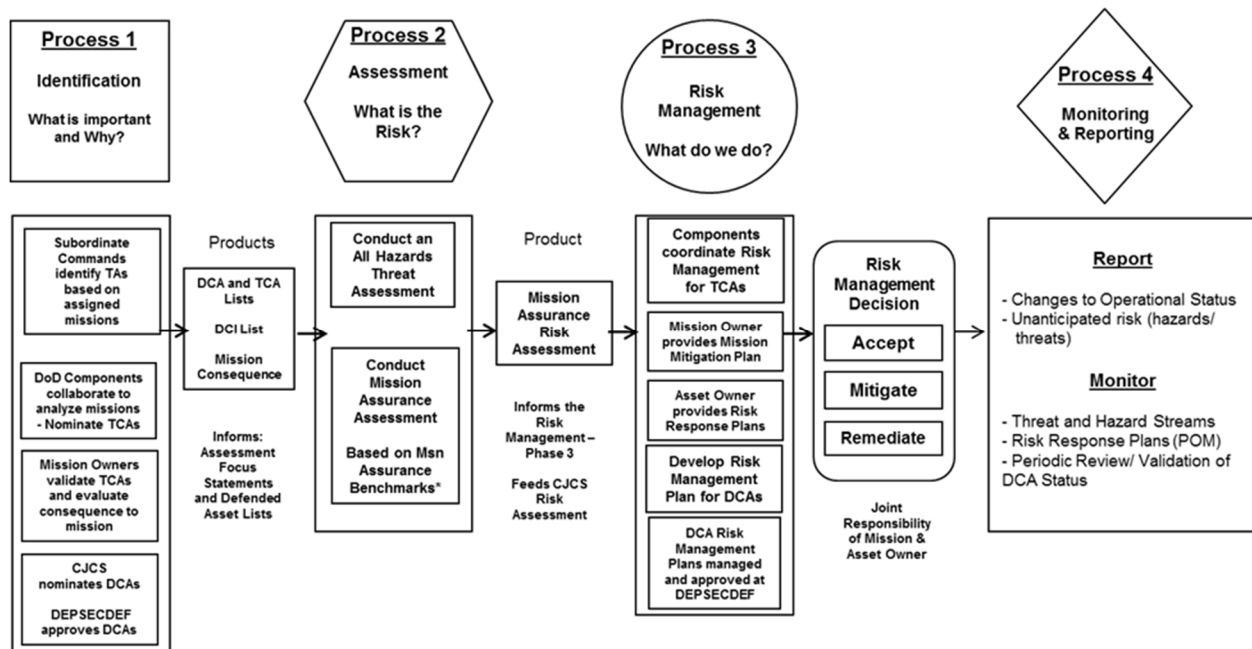 Process 1
Identification
What is important
and Why?
Process 2
Assessment
What is the
Risk?
Process 3
Risk
Management
What do we do?
Process 4
Monitoring
& Reporting
Subordinate
Commands
identify TAs
based on
assigned
missions
DoD Components
collaborate to
analyze missions
- Nominate TCAs
Mission Owners
validate TCAs
and evaluate
consequence to
mission
CJCS
nominates DCAs
DEPSECDEF
approves DCAs
Products
DCA and TCA
Lists
DCI List
Mission
Consequence
Informs:
Assessment
Focus
Statements
and Defended
Asset Lists
Conduct an
All Hazards
Threat
Assessment
Conduct
Mission
Assurance
Assessment
Based on Msn
Assurance
Benchmarks*
Product
Mission
Assurance
Risk
Assessment
Informs the
Risk
Management –
Phase 3
Feeds CJCS
Risk
Assessment
Components
coordinate Risk
Management
for TCAs
Mission Owner
provides Mission
Mitigation Plan
Asset Owner
provides Risk
Response Plans
Develop Risk
Management
Plan for DCAs
DCA Risk
Management
Plans managed
and approved at
DEPSECDEF
Risk
Management
Decision
Accept
Mitigate
Remediate
Joint
Responsibility
of Mission &
Asset Owner
Report
- Changes to Operational Status
- Unanticipated risk (hazards/
threats)
Monitor
- Threat and Hazard Streams
- Risk Response Plans (POM)
- Periodic Review/ Validation of
DCA Status